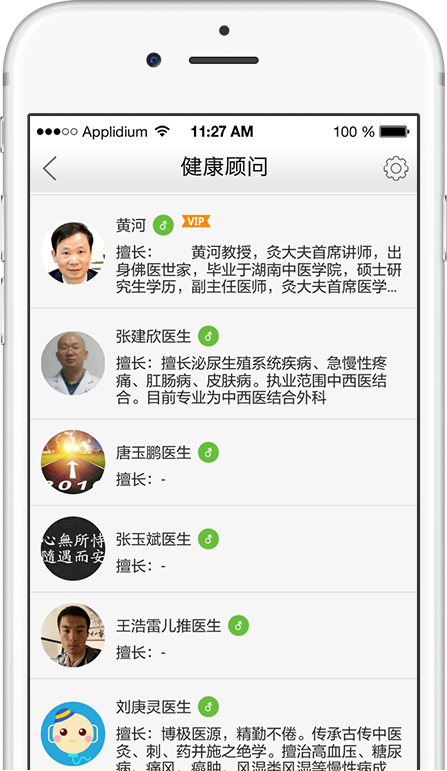 Applidium 11:27 AM 100 %
健康顾问
黄河 VIP
擅长： 黄河教授，灸大夫首席讲师，出
身佛医世家，毕业于湖南中医学院，硕士研
究生学历，副主任医师，灸大夫首席医学...
张建欣医生
擅长：擅长泌尿生殖系统疾病、急慢性疼
痛、肛肠病、皮肤病。执业范围中西医结
合。目前专业为中西医结合外科
唐玉鹏医生
2019
擅长：-
张玉斌医生
心無所恃
隨遇而安
擅长：-
王浩雷儿推医生
擅长：-
刘庚灵医生
擅长：博极医源，精勤不倦。传承古传中医
灸、刺、药并施之绝学。擅治高血压、糖尿
病、痛风、癌肿、风湿类风湿等慢性病成